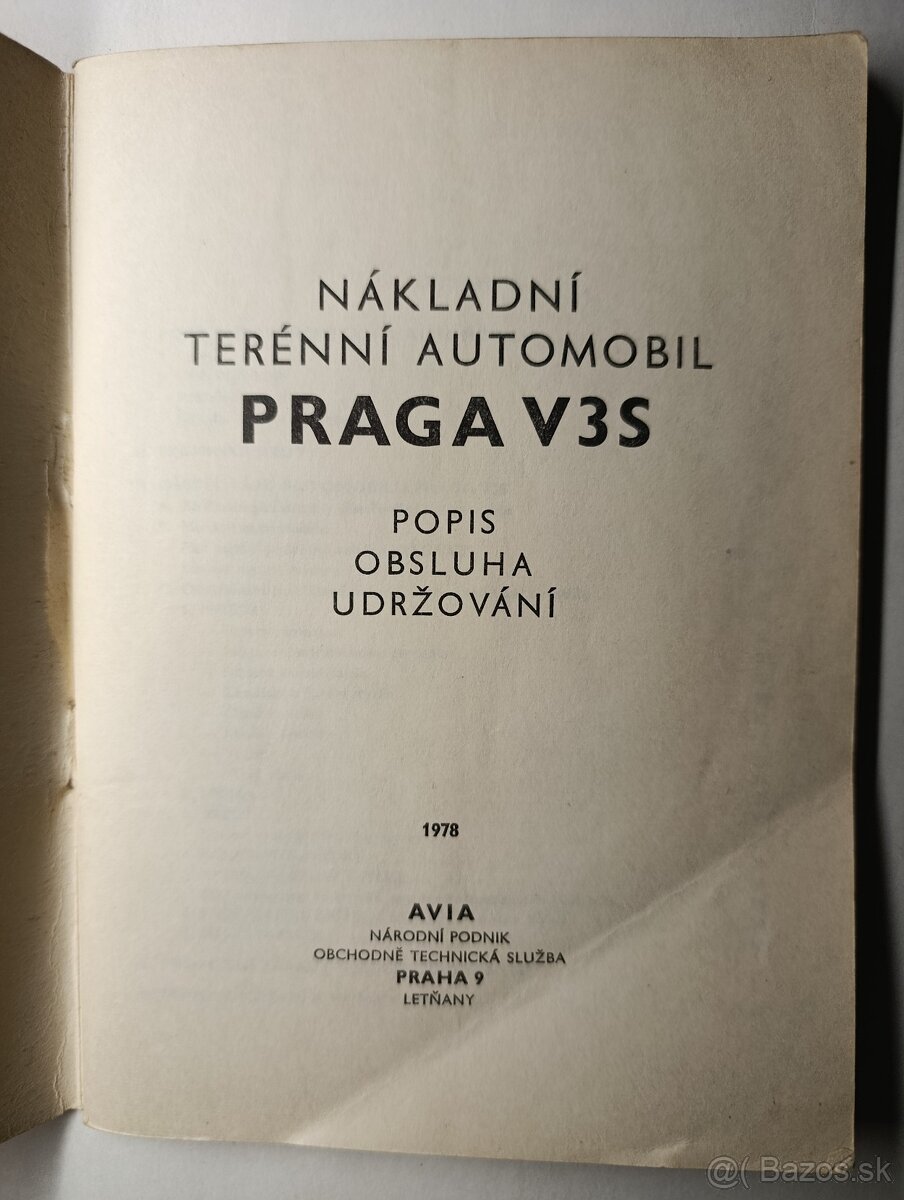 NÁKLADNÍ
TERÉNNÍ AUTOMOBIL
PRAGA V3S
POPIS
OBSLUHA
UDRŽOVÁNÍ
1978
AVIA
NÁRODNÍ PODNIK
OBCHODNĚ TECHNICKÁ SLUŽBA
PRAHA 9
LETŇANY
@( Bazos.sk